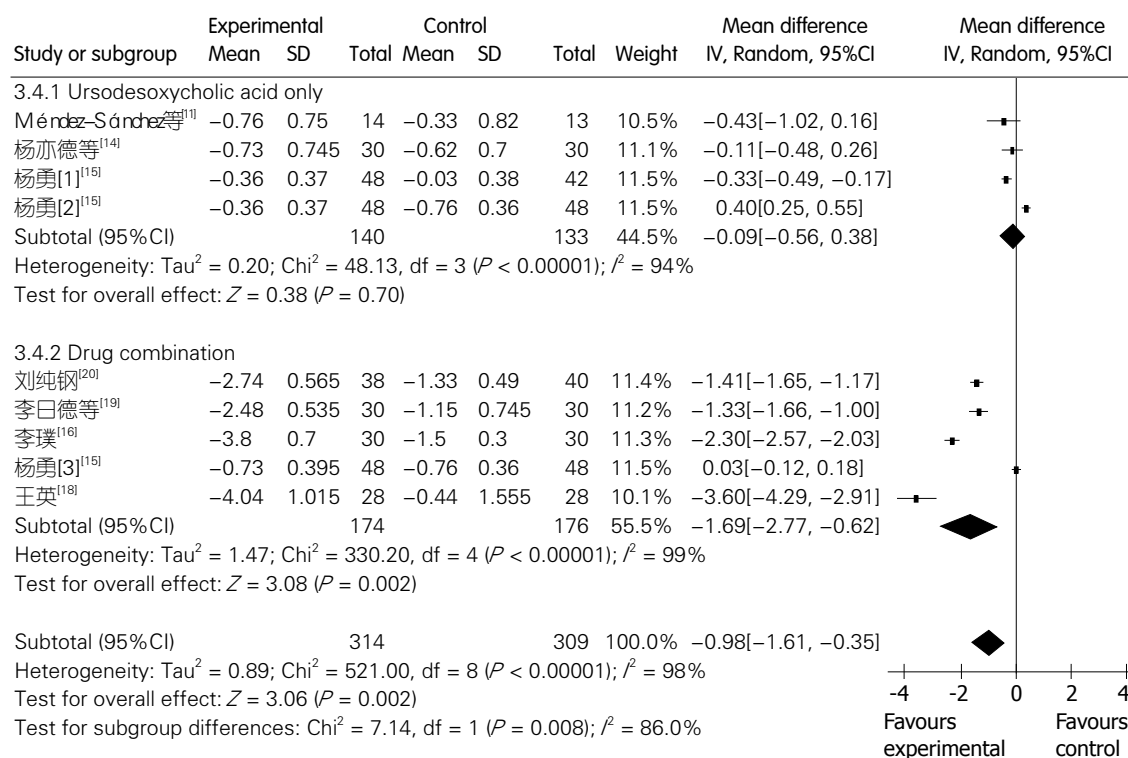 Experimental Control Mean difference Mean difference
Study or subgroup Mean SD Total Mean SD Total Weight IV, Random, 95%CI IV, Random, 95%CI
3.4.1 Ursodesoxycholic acid only
Méndez–Sánchez等[11] −0.76 0.75 14 −0.33 0.82 13 10.5% −0.43[−1.02, 0.16]
杨亦德等[14] −0.73 0.745 30 −0.62 0.7 30 11.1% −0.11[−0.48, 0.26]
杨勇[1][15] −0.36 0.37 48 −0.03 0.38 42 11.5% −0.33[−0.49, −0.17]
杨勇[2][15] −0.36 0.37 48 −0.76 0.36 48 11.5% 0.40[0.25, 0.55]
Subtotal (95%CI) 140 133 44.5% −0.09[−0.56, 0.38]
Heterogeneity: Tau² = 0.20; Chi² = 48.13, df = 3 (P < 0.00001); I² = 94%
Test for overall effect: Z = 0.38 (P = 0.70)
3.4.2 Drug combination
刘纯钢[20] −2.74 0.565 38 −1.33 0.49 40 11.4% −1.41[−1.65, −1.17]
李日德等[19] −2.48 0.535 30 −1.15 0.745 30 11.2% −1.33[−1.66, −1.00]
李璞[16] −3.8 0.7 30 −1.5 0.3 30 11.3% −2.30[−2.57, −2.03]
杨勇[3][15] −0.73 0.395 48 −0.76 0.36 48 11.5% 0.03[−0.12, 0.18]
王英[18] −4.04 1.015 28 −0.44 1.555 28 10.1% −3.60[−4.29, −2.91]
Subtotal (95%CI) 174 176 55.5% −1.69[−2.77, −0.62]
Heterogeneity: Tau² = 1.47; Chi² = 330.20, df = 4 (P < 0.00001); I² = 99%
Test for overall effect: Z = 3.08 (P = 0.002)
Subtotal (95%CI) 314 309 100.0% −0.98[−1.61, −0.35]
Heterogeneity: Tau² = 0.89; Chi² = 521.00, df = 8 (P < 0.00001); I² = 98%
Test for overall effect: Z = 3.06 (P = 0.002)
Test for subgroup differences: Chi² = 7.14, df = 1 (P = 0.008); I² = 86.0%
-4 −2 0 2 4
Favours experimental
Favours control